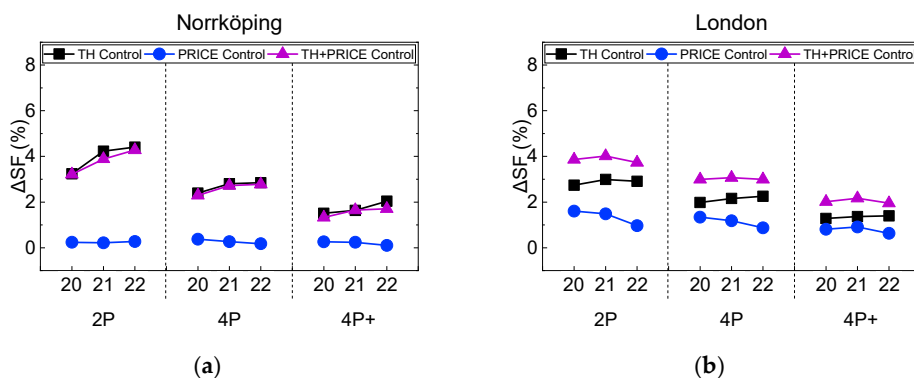 Norrköping
TH Control PRICE Control TH+PRICE Control
8
6
4
2
0
ΔSF (%)
20 21 22 20 21 22 20 21 22
2P 4P 4P+
(a)
London
TH Control PRICE Control TH+PRICE Control
8
6
4
2
0
ΔSF (%)
20 21 22 20 21 22 20 21 22
2P 4P 4P+
(b)